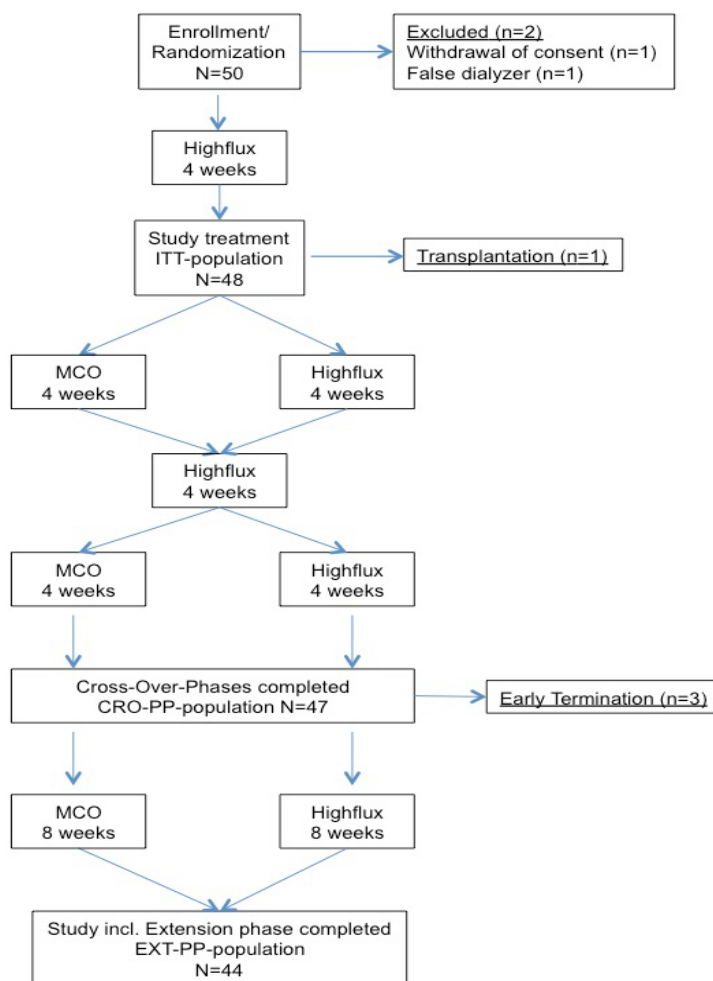 Enrollment/
Randomization
N=50
Excluded (n=2)
Withdrawal of consent (n=1)
False dialyzer (n=1)
Highflux
4 weeks
Study treatment
ITT-population
N=48
Transplantation (n=1)
MCO
4 weeks
Highflux
4 weeks
Highflux
4 weeks
MCO
4 weeks
Highflux
4 weeks
Cross-Over-Phases completed
CRO-PP-population N=47
Early Termination (n=3)
MCO
8 weeks
Highflux
8 weeks
Study incl. Extension phase completed
EXT-PP-population
N=44